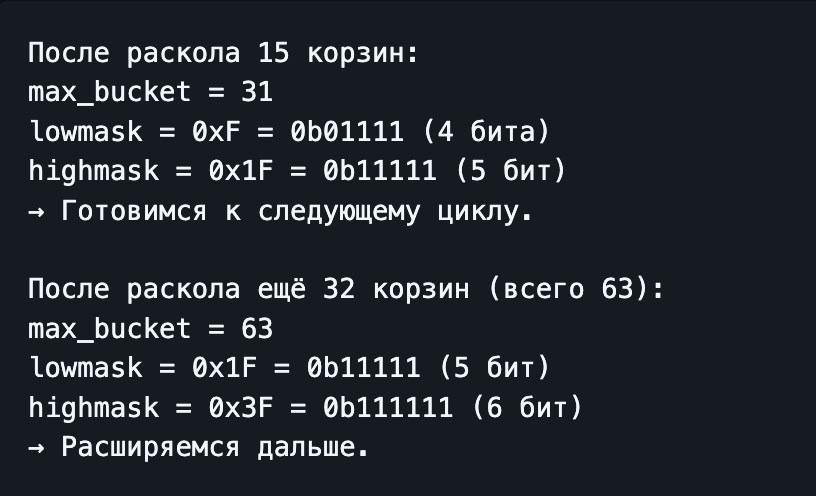 После раскола 15 корзин:
max_bucket = 31
lowmask = 0xF = 0b01111 (4 бита)
highmask = 0x1F = 0b11111 (5 бит)
→ Готовимся к следующему циклу.
После раскола ещё 32 корзин (всего 63):
max_bucket = 63
lowmask = 0x1F = 0b11111 (5 бит)
highmask = 0x3F = 0b111111 (6 бит)
→ Расширяемся дальше.